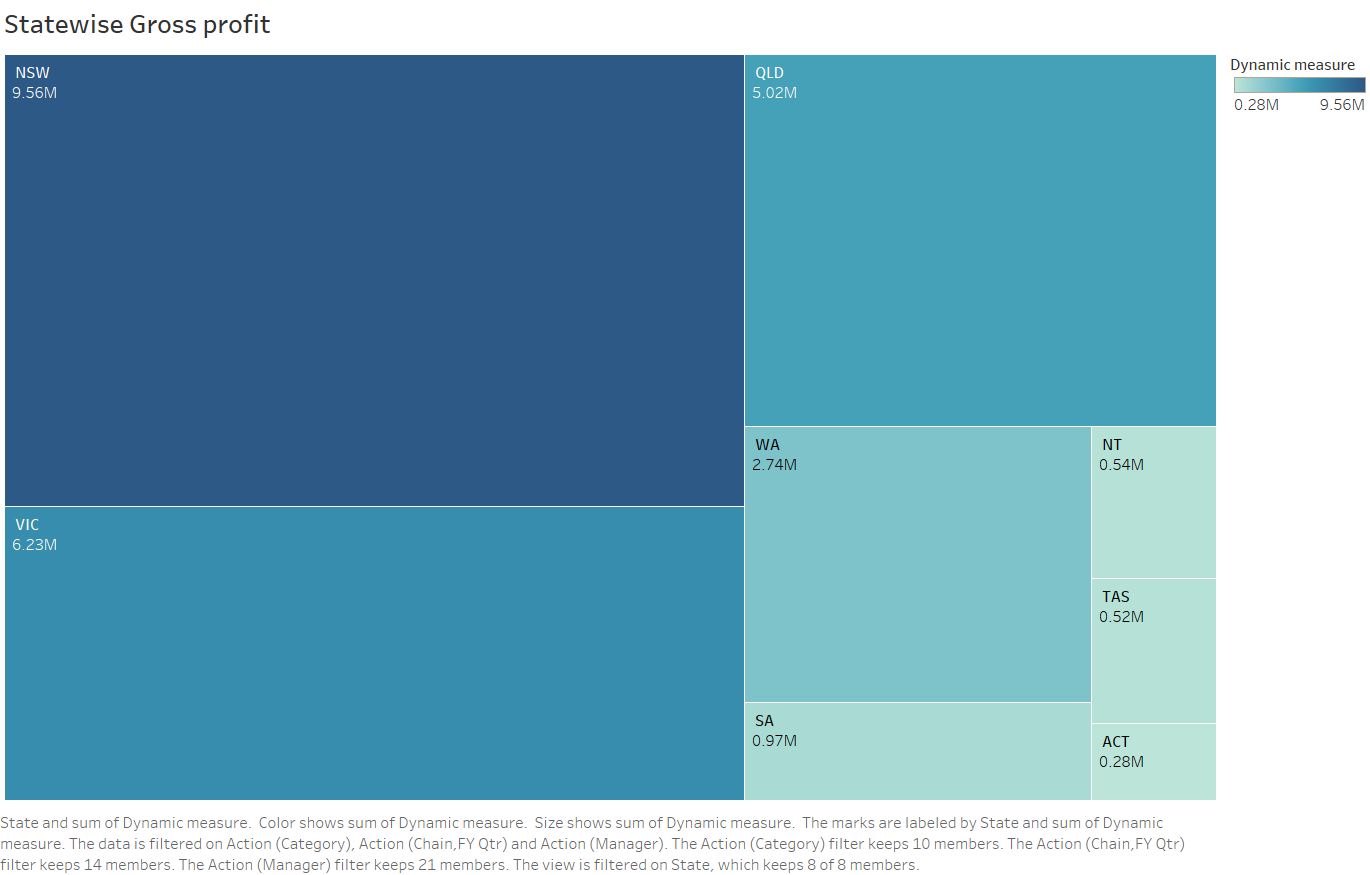 Statewise Gross profit
NSW
9.56M
QLD
5.02M
Dynamic measure
0.28M 9.56M
WA
2.74M
NT
0.54M
VIC
6.23M
TAS
0.52M
SA
0.97M
ACT
0.28M
State and sum of Dynamic measure.  Color shows sum of Dynamic measure.  Size shows sum of Dynamic measure.  The marks are labeled by State and sum of Dynamic
measure. The data is filtered on Action (Category), Action (Chain,FY Qtr) and Action (Manager). The Action (Category) filter keeps 10 members. The Action (Chain,FY Qtr)
filter keeps 14 members. The Action (Manager) filter keeps 21 members. The view is filtered on State, which keeps 8 of 8 members.